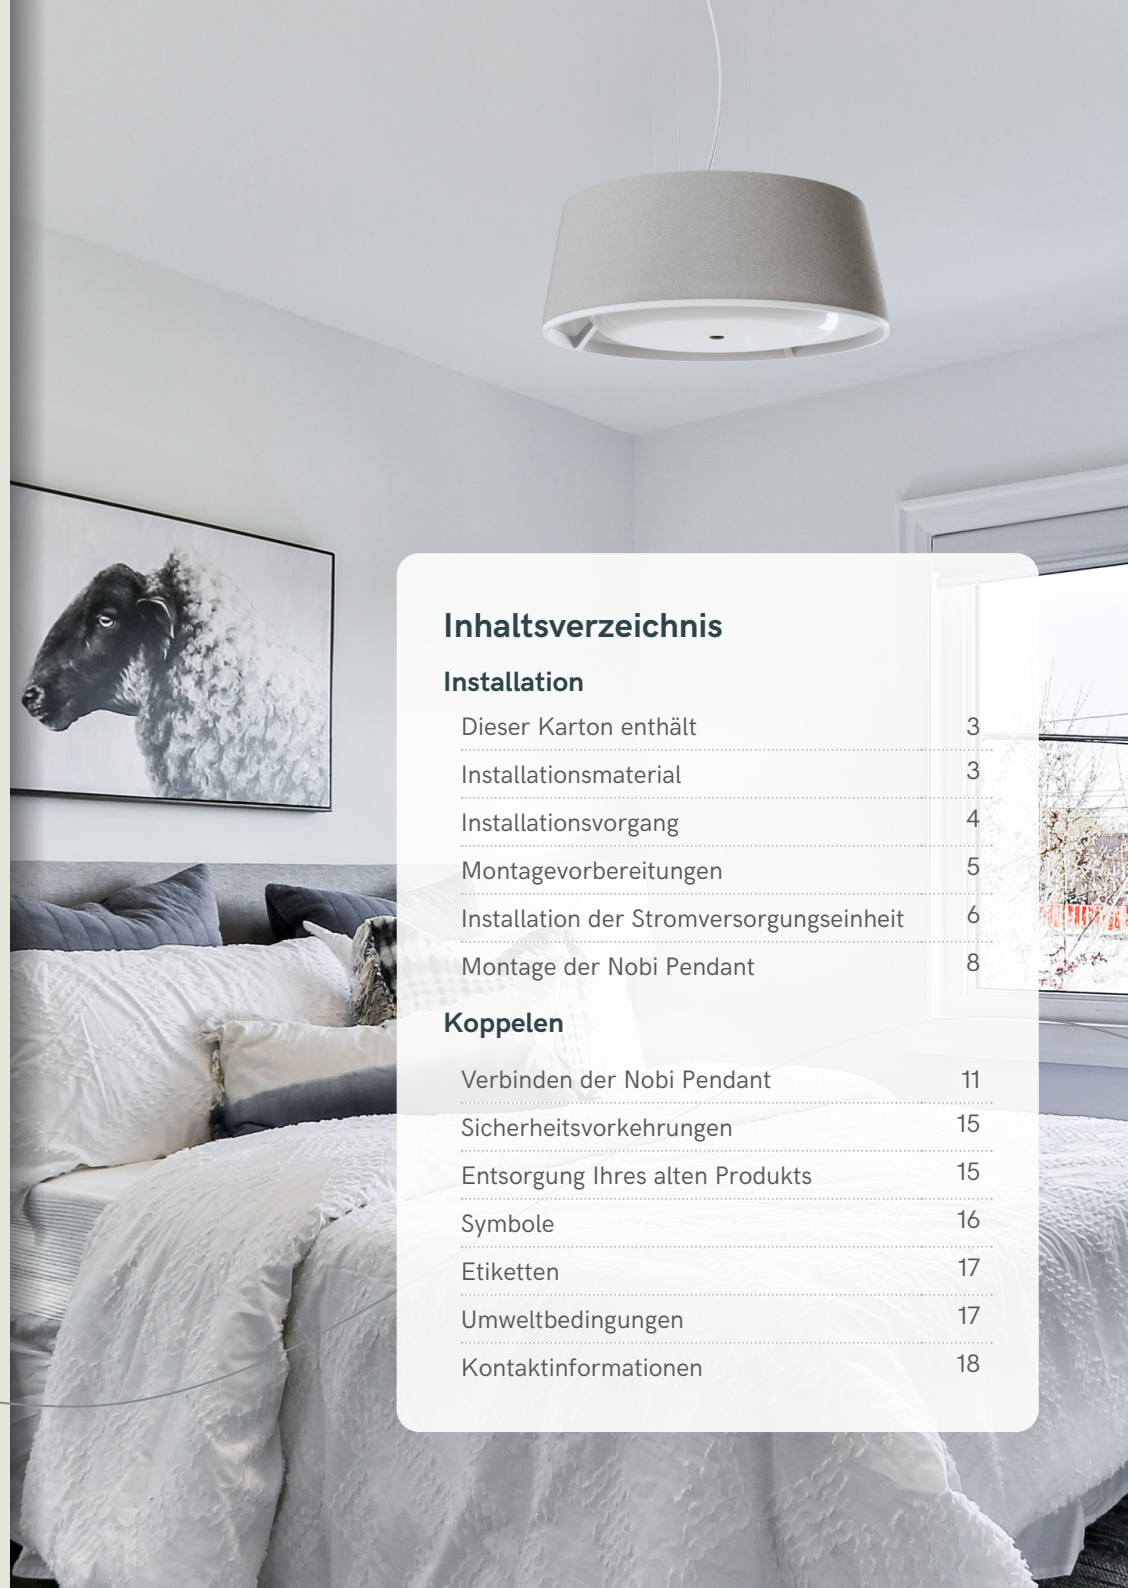 Inhaltsverzeichnis
Installation
Dieser Karton enthält 3
Installationsmaterial 3
Installationsvorgang 4
Montagevorbereitungen 5
Installation der Stromversorgungseinheit 6
Montage der Nobi Pendant 8
Koppelen
Verbinden der Nobi Pendant 11
Sicherheitsvorkehrungen 15
Entsorgung Ihres alten Produkts 15
Symbole 16
Etiketten 17
Umweltbedingungen 17
Kontaktinformationen 18